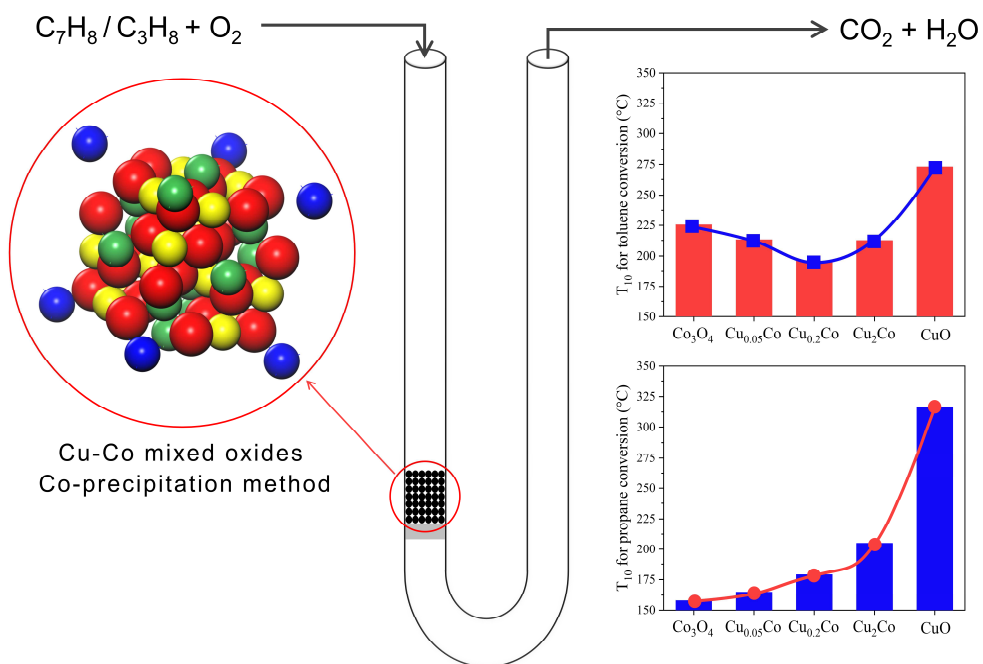 C₇H₈ / C₃H₈ + O₂
CO₂ + H₂O
Cu-Co mixed oxides
Co-precipitation method
T₁₀ for toluene conversion (°C)
350
325
300
275
250
225
200
175
150
Co₃O₄ Cu₀.₀₅Co Cu₀.₂Co Cu₂Co CuO
T₁₀ for propane conversion (°C)
350
325
300
275
250
225
200
175
150
Co₃O₄ Cu₀.₀₅Co Cu₀.₂Co Cu₂Co CuO